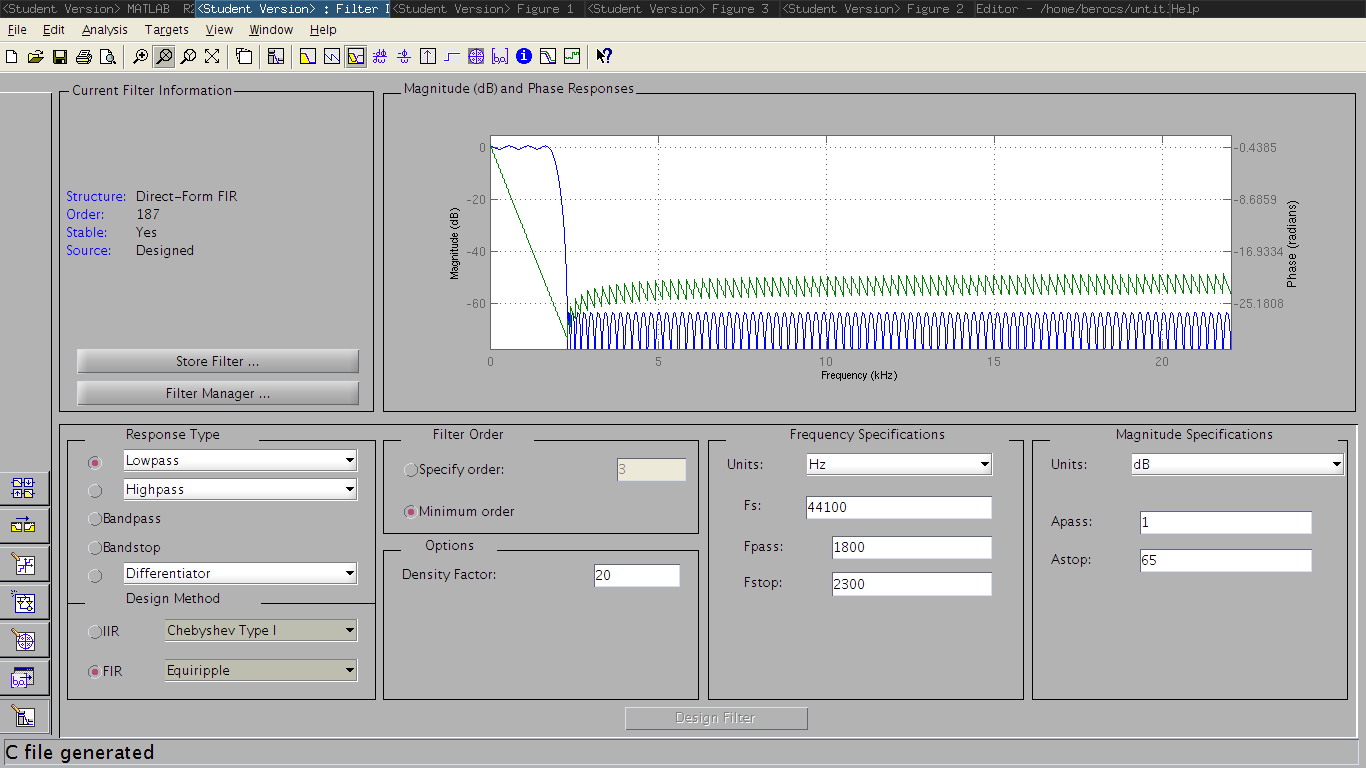 <Student Version> MATLAB R2 <Student Version> : Filter D <Student Version> Figure 1 <Student Version> Figure 3 <Student Version> Figure 2 Editor - /home/berocs/untit. Help
File Edit Analysis Targets View Window Help
Current Filter Information
Structure: Direct-Form FIR
Order: 187
Stable: Yes
Source: Designed
Store Filter ...
Filter Manager ...
Magnitude (dB) and Phase Responses
Magnitude (dB)
0
-20
-40
-60
0 5 10 15 20
Frequency (kHz)
-0.4385
-8.6859
-16.9334
-25.1808
Phase (radians)
Response Type
Lowpass
Highpass
Bandpass
Bandstop
Differentiator
Design Method
IIR Chebyshev Type I
FIR Equiripple
Filter Order
Specify order: 3
Minimum order
Options
Density Factor: 20
Frequency Specifications
Units: Hz
Fs: 44100
Fpass: 1800
Fstop: 2300
Magnitude Specifications
Units: dB
Apass: 1
Astop: 65
Design Filter
C file generated